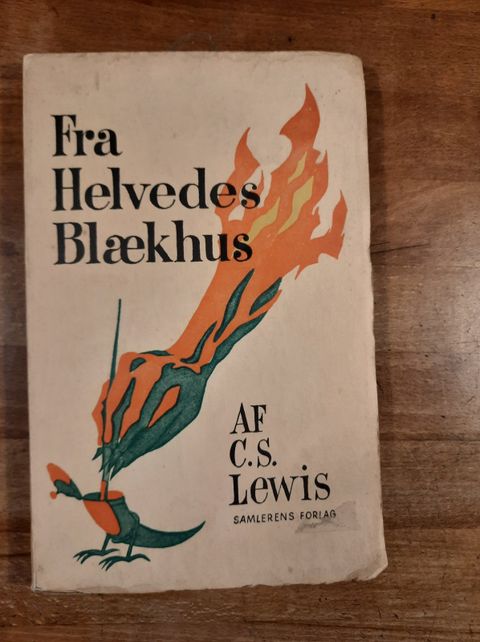 Fra
Helvedes
Blækhus
AF
C.S.
Lewis
SAMLERENS FORLAG